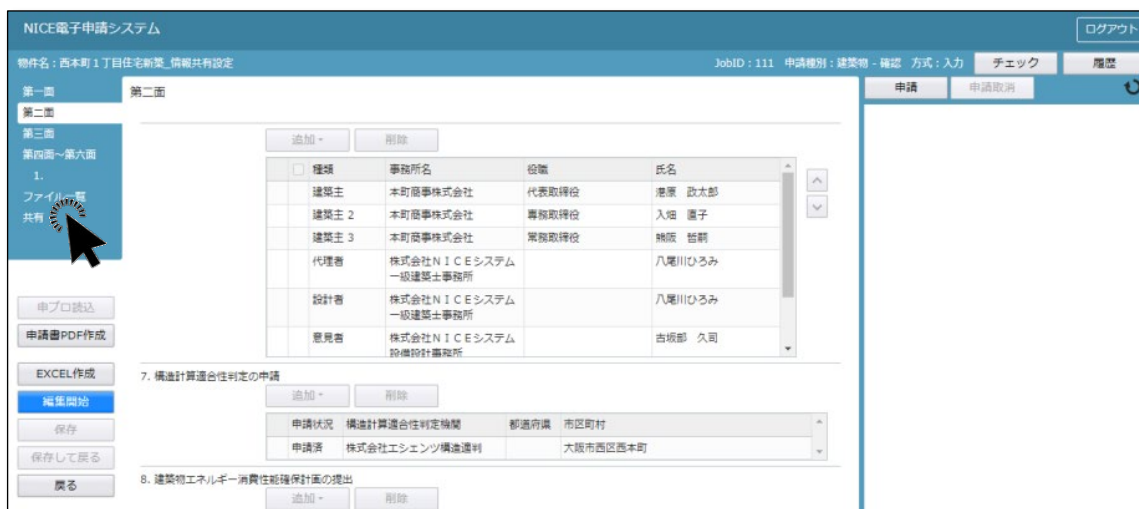 NICE電子申請システム
ログアウト
物件名:西本町1丁目住宅新築_情報共有設定
JobID:111 申請種別:建築物 - 確認 方式:入力
チェック
履歴
第一面
第二面
第三面
第四面~第六面
1.
ファイル一覧
共有
申プロ読込
申請書PDF作成
EXCEL作成
編集開始
保存
保存して戻る
戻る
第二面
追加
削除
種類 事務所名 役職 氏名
建築主 本町商事株式会社 代表取締役 港原 政太郎
建築主 2 本町商事株式会社 専務取締役 入畑 直子
建築主 3 本町商事株式会社 常務取締役 熊阪 哲嗣
代理者 株式会社NICEシステム 八尾川ひろみ
一級建築士事務所
設計者 株式会社NICEシステム 八尾川ひろみ
一級建築士事務所
意見者 株式会社NICEシステム 古坂部 久司
設備設計事務所
7. 構造計算適合性判定の申請
追加
削除
申請状況 構造計算適合性判定機関 都道府県 市区町村
申請済 株式会社エシェンツ構造適判 大阪市西区西本町
8. 建築物エネルギー消費性能確保計画の提出
追加
削除
申請
申請取消